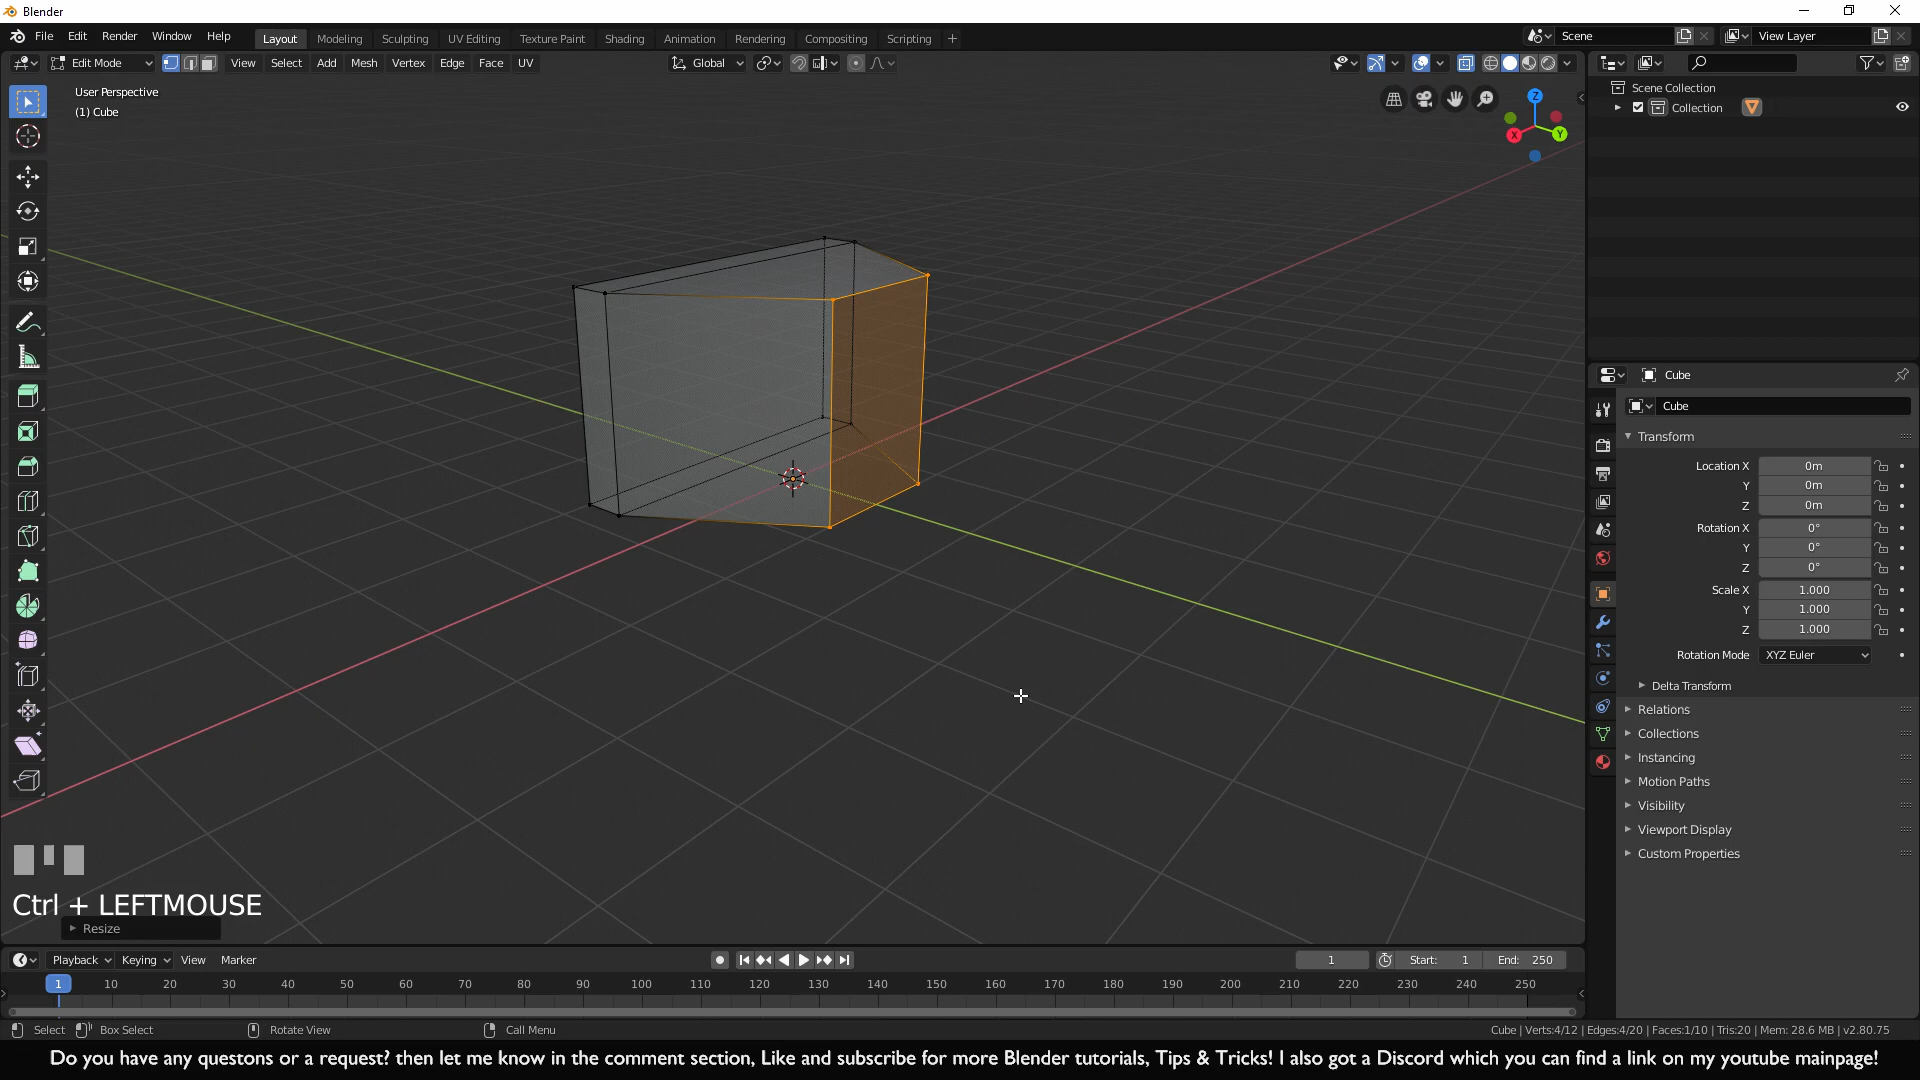 Blender
File Edit Render Window Help Layout Modeling Sculpting UV Editing Texture Paint Shading Animation Rendering Compositing Scripting + Scene View Layer
Edit Mode View Select Add Mesh Vertex Edge Face UV Global
User Perspective
(1) Cube
Z
X Y
Scene Collection
Collection
Cube
Cube
Transform
Location X 0m
Y 0m
Z 0m
Rotation X 0°
Y 0°
Z 0°
Scale X 1.000
Y 1.000
Z 1.000
Rotation Mode XYZ Euler
Delta Transform
Relations
Collections
Instancing
Motion Paths
Visibility
Viewport Display
Custom Properties
Ctrl + LEFTMOUSE
Resize
Playback Keying View Marker 1 Start: 1 End: 250
1 10 20 30 40 50 60 70 80 90 100 110 120 130 140 150 160 170 180 190 200 210 220 230 240 250
Select Box Select Rotate View Call Menu Cube | Verts:4/12 | Edges:4/20 | Faces:1/10 | Tris:20 | Mem: 28.6 MB | v2.80.75
Do you have any questons or a request? then let me know in the comment section, Like and subscribe for more Blender tutorials, Tips & Tricks! I also got a Discord which you can find a link on my youtube mainpage!